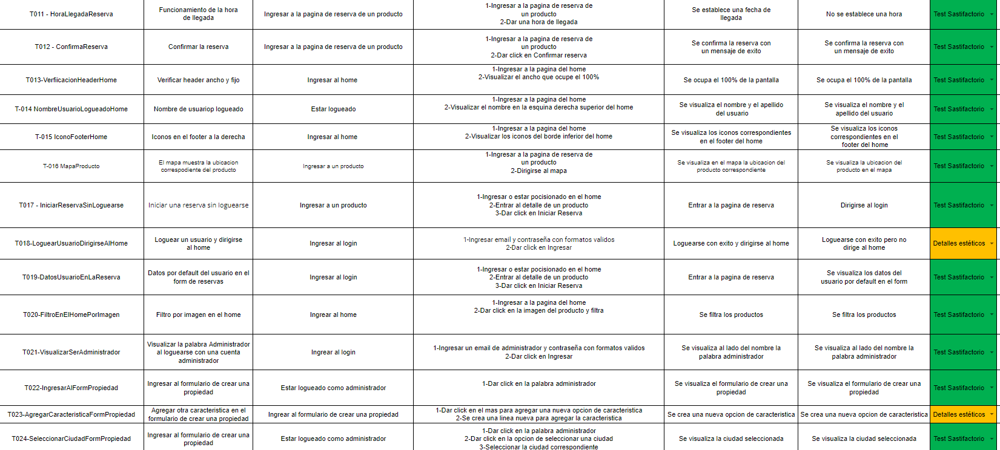 T011 - HoraLlegadaReserva
Funcionamiento de la hora
de llegada
Ingresar a la pagina de reserva de un producto
1-Ingresar a la pagina de reserva de
un producto
2-Dar una hora de llegada
Se establece una fecha de
llegada
No se establece una hora
Test Sastifactorio
T012 - ConfirmaReserva
Confirmar la reserva
Ingresar a la pagina de reserva de un producto
1-Ingresar a la pagina de reserva de
un producto
2-Dar click en Confirmar reserva
Se confirma la reserva con
un mensaje de exito
Se confirma la reserva con
un mensaje de exito
Test Sastifactorio
T013-VerfiicacionHeaderHome
Verificar header ancho y fijo
Ingresar al home
1-Ingresar a la pagina del home
2-Visualizar el ancho que ocupe el 100%
Se ocupa el 100% de la pantalla
Se ocupa el 100% de la pantalla
Test Sastifactorio
T-014 NombreUsuarioLogueadoHome
Nombre de usuariop logueado
Estar logueado
1-Ingresar a la pagina del home
2-Visualizar el nombre en la esquina derecha superior del home
Se visualiza el nombre y el apellido
del usuario
Se visualiza el nombre y el
apellido del usuario
Test Sastifactorio
T-015 IconoFooterHome
Iconos en el footer a la derecha
Ingresar al home
1-Ingresar a la pagina del home
2-Visualizar los iconos del borde inferior del home
Se visualiza los iconos correspondientes
en el footer del home
Se visualiza los iconos
correspondientes en el
footer del home
Test Sastifactorio
T-016 MapaProducto
El mapa muestra la ubicacion
correspodiente del producto
Ingresar a un producto
1-Ingresar a la pagina de reserva de
un producto
2-Dirigirse al mapa
Se visualiza en el mapa la ubicacion del
producto correspondiente
Se visualiza la ubicacion del
producto en el mapa
Test Sastifactorio
T017 - IniciarReservaSinLoguearse
Iniciar una reserva sin loguearse
Ingresar a un producto
1-Ingresar o estar pocisionado en el home
2-Entrar al detalle de un producto
3-Dar click en Iniciar Reserva
Entrar a la pagina de reserva
Dirigirse al login
Test Sastifactorio
T018-LoguearUsuarioDirigirseAlHome
Loguear un usuario y dirigirse
al home
Ingresar al login
1-Ingresar email y contraseña con formatos validos
2-Dar click en Ingresar
Loguearse con exito y dirigirse al home
Loguearse con exito pero no
dirige al home
Detalles estéticos
T019-DatosUsuarioEnLaReserva
Datos por default del usuario en el
form de reservas
Ingresar al login
1-Ingresar o estar pocisionado en el home
2-Entrar al detalle de un producto
3-Dar click en Iniciar Reserva
Entrar a la pagina de reserva
Se visualiza los datos del
usuario por default en el form
Test Sastifactorio
T020-FiltroEnElHomePorImagen
Filtro por imagen en el home
Ingrear al home
1-Ingresar a la pagina del home
2-Dar click en la imagen del producto y filtra
Se filtra los productos
Se filtra los productos
Test Sastifactorio
T021-VisualizarSerAdministrador
Visualizar la palabra Administrador
al loguearse con una cuenta
administrador
Ingrear al login
1-Ingresar un email de administrador y contraseña con formatos validos
2-Dar click en Ingresar
Se visualiza al lado del nombre la
palabra administrador
Se visualiza al lado del nombre la
palabra administrador
Test Sastifactorio
T022-IngresarAlFormPropiedad
Ingresar al formulario de crear una
propiedad
Estar logueado como administrador
1-Dar click en la palabra administrador
Se visualiza el formulario de crear una
propiedad
Se visualiza el formulario de crear una
propiedad
Test Sastifactorio
T023-AgregarCaracteristicaFormPropiedad
Agregar otra caracteristica en el
formulario de crear una propiedad
Ingrear al formulario de crear una propiedad
1-Dar click en el mas para agregar una nueva opcion de caracteristica
2-Se crea una linea nueva para agregar la caracteristica
Se crea una nueva opcion de caracteristica
Se crea una nueva opcion de caracteristica
Detalles estéticos
T024-SeleccionarCiudadFormPropiedad
Ingresar al formulario de crear una
propiedad
Estar logueado como administrador
1-Dar click en la palabra administrador
2-Dar click en la opcion de seleccionar una ciudad
3-Seleccionar la ciudad correspondiente
Se visualiza la ciudad seleccionada
Se visualiza la ciudad seleccionada
Test Sastifactorio